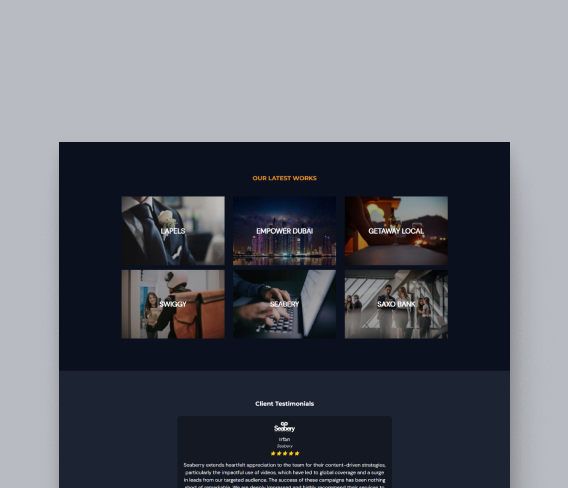 OUR LATEST WORKS
LAPELS
EMPOWER DUBAI
GETAWAY LOCAL
SWIGGY
SEABERY
SAXO BANK
Client Testimonials
Seabery
Irfan
Seabery
Seaberry extends heartfelt appreciation to the team for their content-driven strategies,
particularly the impactful use of videos, which have led to global coverage and a surge
in leads from our targeted audience. The success of these campaigns has been nothing
short of remarkable. We are deeply impressed and highly recommend their services to